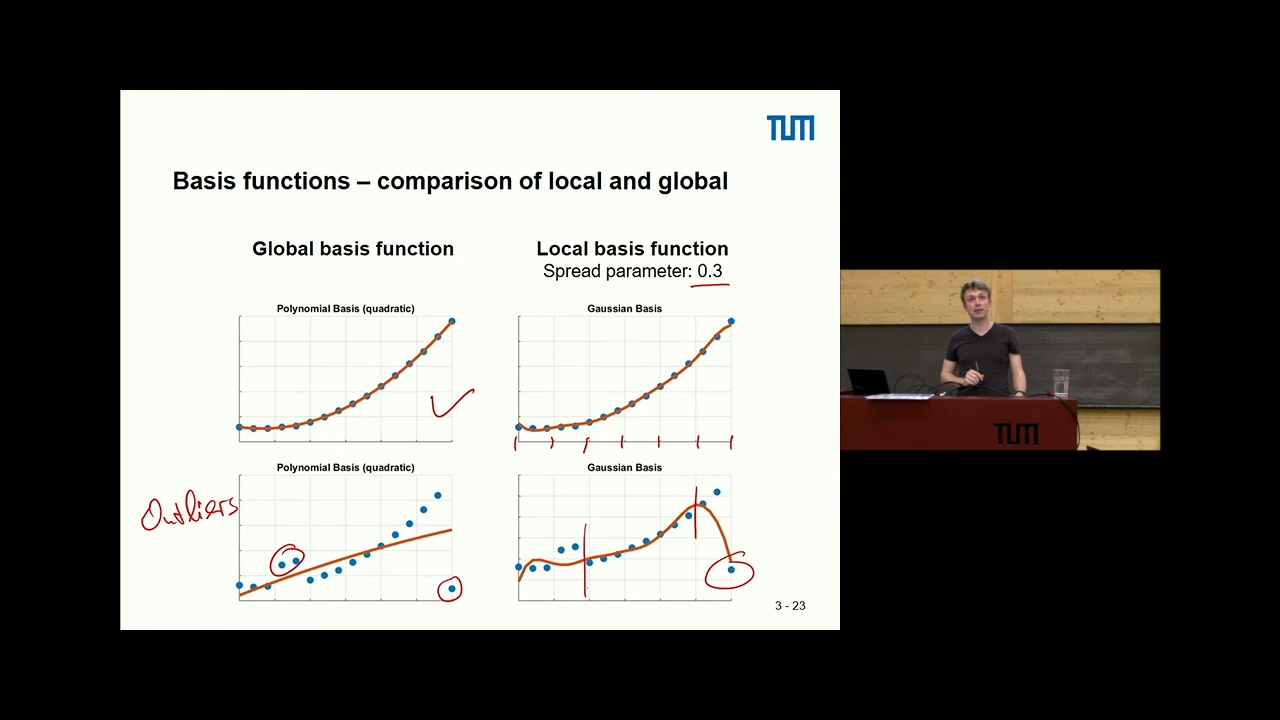 TUM
Basis functions – comparison of local and global
Global basis function
Local basis function
Spread parameter: 0.3
Polynomial Basis (quadratic)
Gaussian Basis
Polynomial Basis (quadratic)
Gaussian Basis
Outliers
3 - 23
TUM